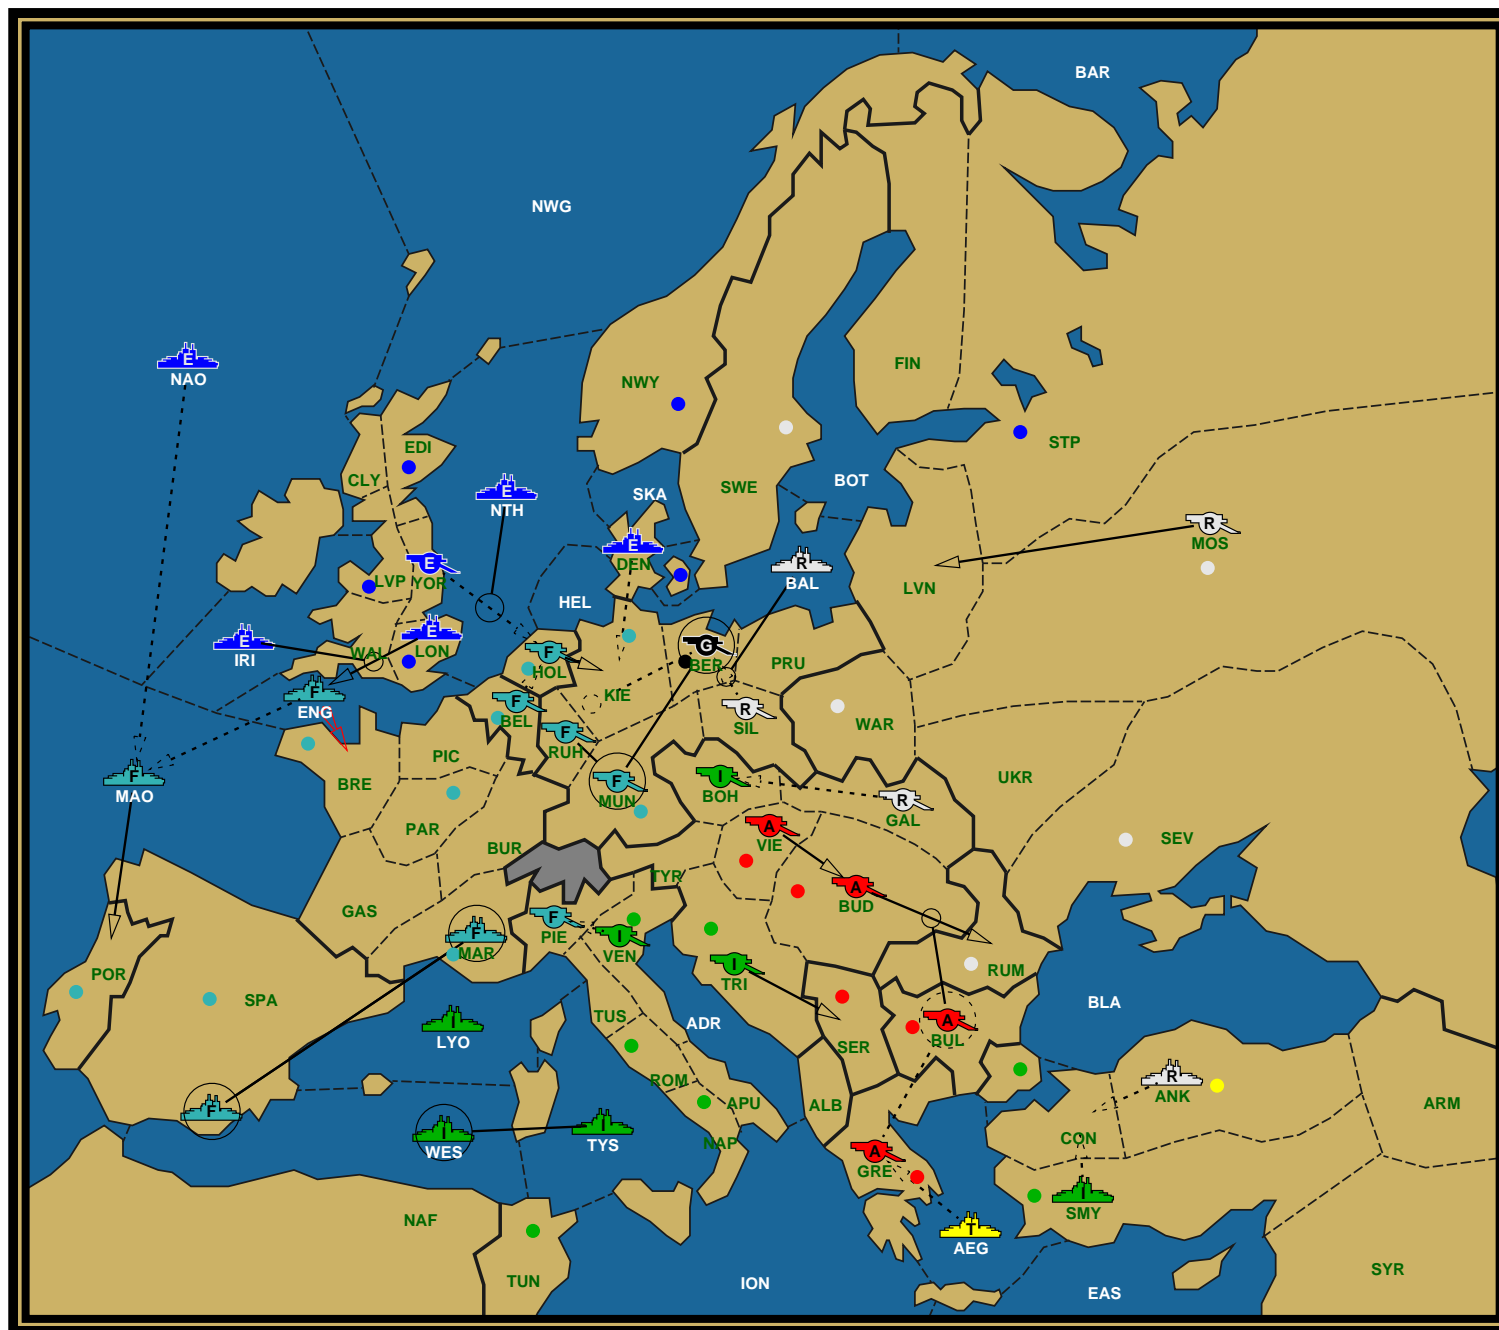 BAR
NWG
E
NAO
FIN
NWY
EDI
STP
CLY
BOT
SWE
SKA
E
NTH
R
MOS
E
DEN
E
YOR
LVP
R
BAL
LVN
HEL
E
IRI
WAL
E
LON
F
HOL
G
BER
PRU
F
ENG
KIE
F
BEL
R
SIL
WAR
F
RUH
PIC
F
MAO
BRE
F
MUN
I
BOH
R
GAL
UKR
PAR
BUR
A
VIE
SEV
TYR
A
BUD
GAS
F
MAR
F
PIE
I
VEN
I
TRI
RUM
POR
SPA
BLA
I
LYO
TUS
ADR
SER
A
BUL
ROM
R
ANK
APU
ALB
ARM
F
I
WES
I
TYS
NAP
CON
A
GRE
I
SMY
NAF
T
AEG
TUN
ION
EAS
SYR